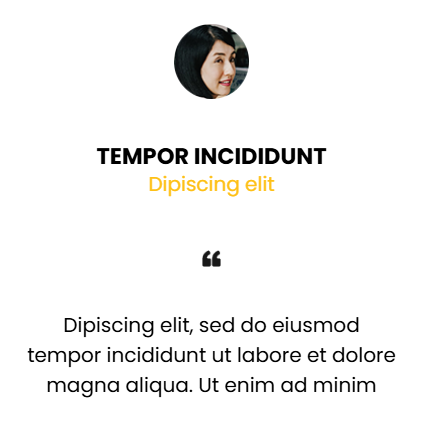 TEMPOR INCIDIDUNT
Dipiscing elit
“
Dipiscing elit, sed do eiusmod
tempor incididunt ut labore et dolore
magna aliqua. Ut enim ad minim